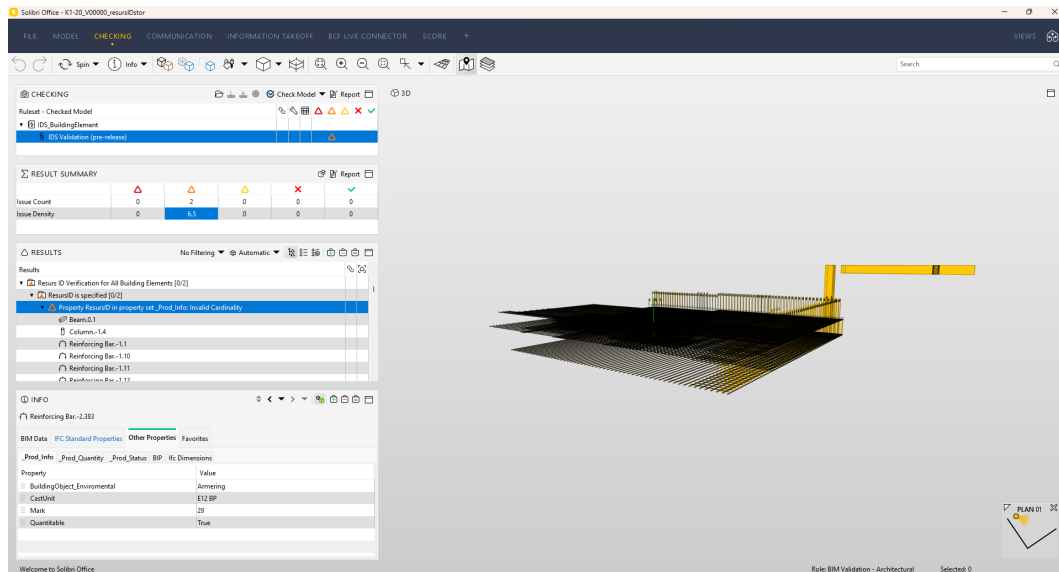 Solibri Office - K1-20_V00000_resursIDstor
FILE MODEL CHECKING COMMUNICATION INFORMATION TAKEOFF BCF LIVE CONNECTOR SCORE + VIEWS
Spin Info Search
CHECKING Check Model Report
3D
Ruleset - Checked Model
IDS_BuildingElement
IDS Validation (pre-release)
RESULT SUMMARY Report
Issue Count 0 2 0 0 0
Issue Density 0 6.5 0 0 0
RESULTS No Filtering Automatic
Results
Resurs ID Verification for All Building Elements [0/2]
ResursID is specified [0/2]
Property ResursID in property set _Prod_Info: Invalid Cardinality
Beam.0.1
Column.-1.4
Reinforcing Bar.-1.1
Reinforcing Bar.-1.10
Reinforcing Bar.-1.11
Reinforcing Bar.-1.12
INFO
Reinforcing Bar.-2.383
BIM Data IFC Standard Properties Other Properties Favorites
_Prod_Info _Prod_Quantity _Prod_Status BIP Ifc Dimensions
Property Value
BuildingObject_Enviromental Armering
CastUnit E12 BP
Mark 29
Quantitable True
PLAN 01
Welcome to Solibri Office Role: BIM Validation - Architectural Selected: 0